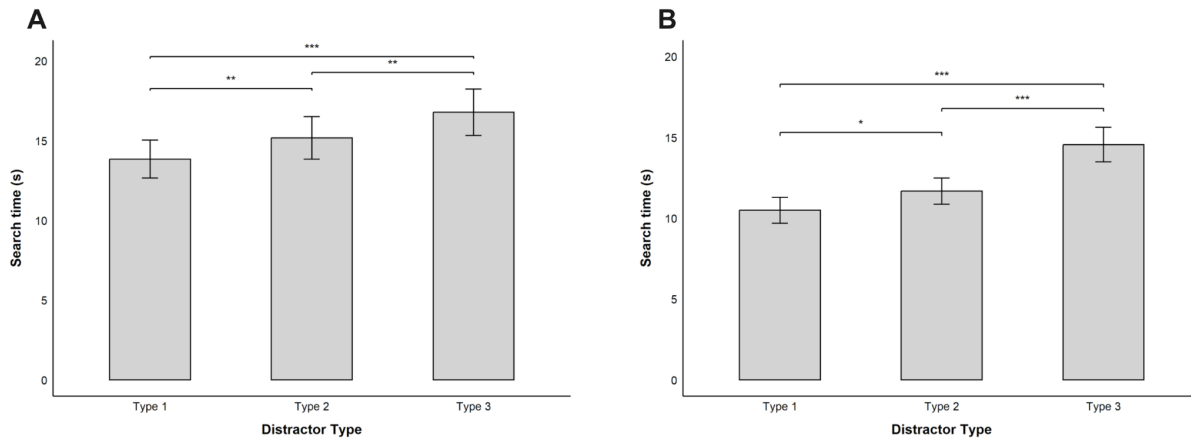 A
Search time (s)
20
15
10
5
0
***
**
**
Type 1
Type 2
Type 3
Distractor Type
B
Search time (s)
20
15
10
5
0
***
***
*
Type 1
Type 2
Type 3
Distractor Type